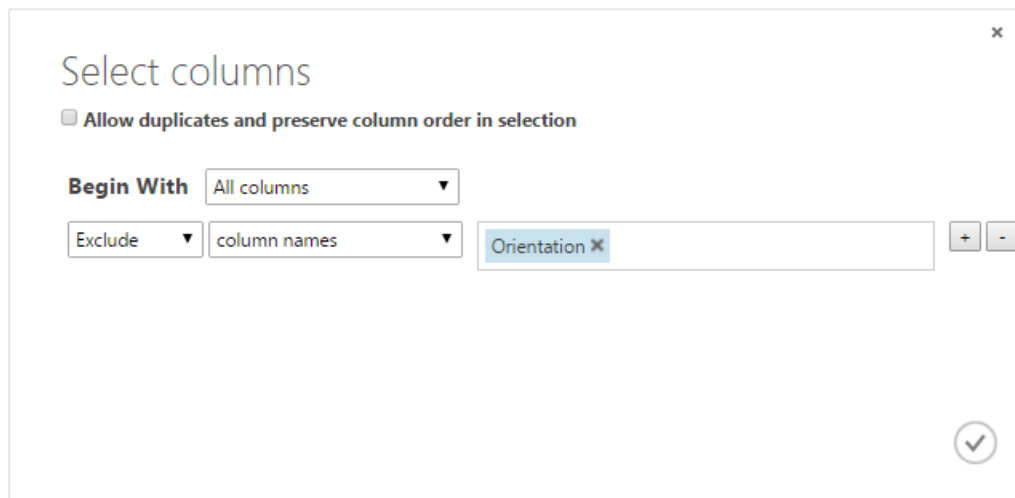 Select columns
Allow duplicates and preserve column order in selection
Begin With All columns
Exclude column names Orientation + -